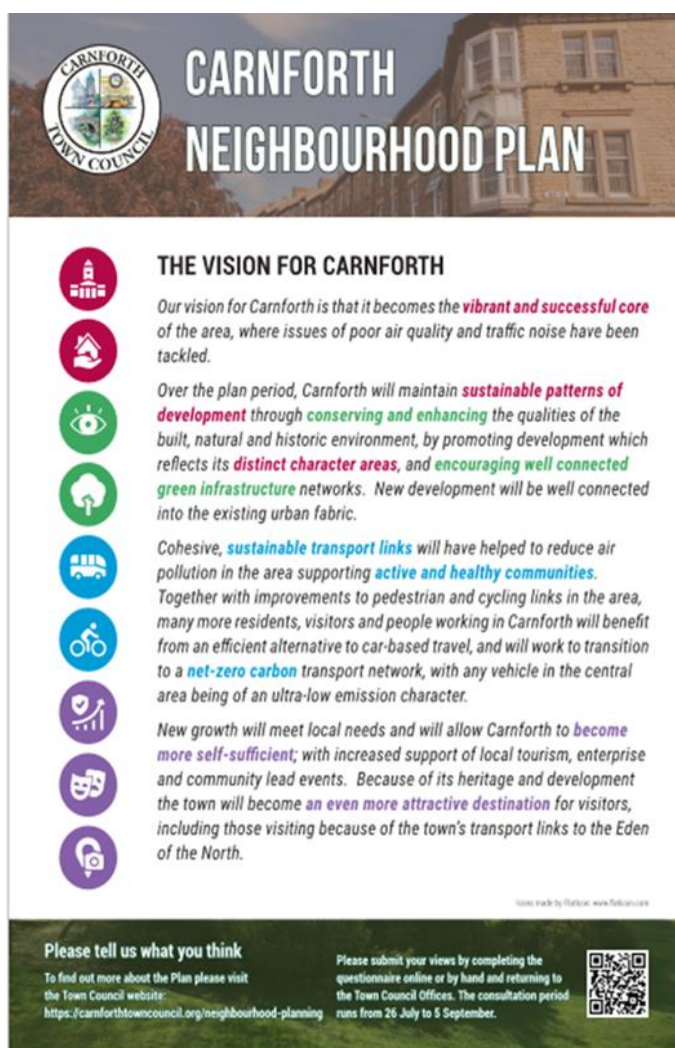 CARNFORTH
TOWN COUNCIL
CARNFORTH
NEIGHBOURHOOD PLAN
THE VISION FOR CARNFORTH
Our vision for Carnforth is that it becomes the vibrant and successful core
of the area, where issues of poor air quality and traffic noise have been
tackled.
Over the plan period, Carnforth will maintain sustainable patterns of
development through conserving and enhancing the qualities of the
built, natural and historic environment, by promoting development which
reflects its distinct character areas, and encouraging well connected
green infrastructure networks. New development will be well connected
into the existing urban fabric.
Cohesive, sustainable transport links will have helped to reduce air
pollution in the area supporting active and healthy communities.
Together with improvements to pedestrian and cycling links in the area,
many more residents, visitors and people working in Carnforth will benefit
from an efficient alternative to car-based travel, and will work to transition
to a net-zero carbon transport network, with any vehicle in the central
area being of an ultra-low emission character.
New growth will meet local needs and will allow Carnforth to become
more self-sufficient; with increased support of local tourism, enterprise
and community lead events. Because of its heritage and development
the town will become an even more attractive destination for visitors,
including those visiting because of the town's transport links to the Eden
of the North.
Icons made by Flaticon: www.flaticon.com
Please tell us what you think
To find out more about the Plan please visit
the Town Council website:
https://carnforthtowncouncil.org/neighbourhood-planning
Please submit your views by completing the
questionnaire online or by hand and returning to
the Town Council Offices. The consultation period
runs from 26 July to 5 September.